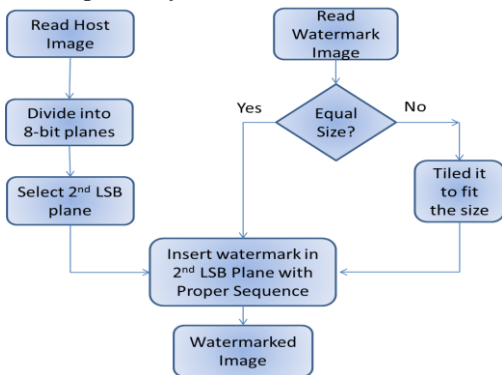 Read Host
Image
Divide into
8-bit planes
Select 2nd LSB
plane
Read
Watermark
Image
Yes
Equal
Size?
No
Tiled it
to fit
the size
Insert watermark in
2nd LSB Plane with
Proper Sequence
Watermarked
Image